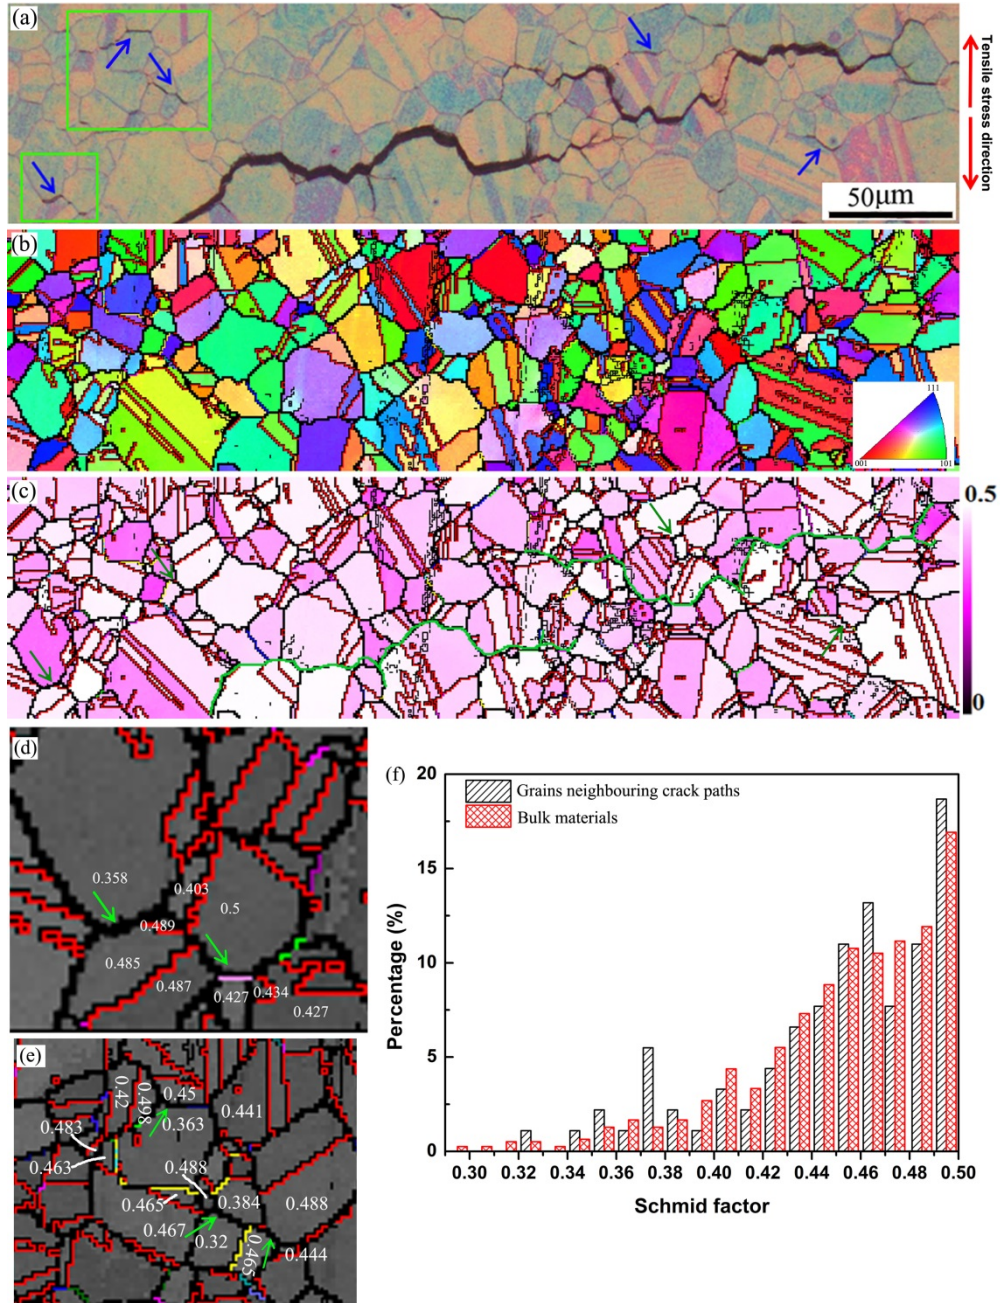 (a)
Tensile stress direction
50μm
(b)
111
001
101
(c)
0.5
0
(d)
0.358
0.403
0.5
0.489
0.485
0.487
0.427
0.434
0.427
(e)
0.42
0.498
0.45
0.363
0.441
0.483
0.463
0.488
0.465
0.384
0.488
0.467
0.32
0.465
0.444
(f)
Grains neighbouring crack paths
Bulk materials
Percentage (%)
20
15
10
5
0
0.30 0.32 0.34 0.36 0.38 0.40 0.42 0.44 0.46 0.48 0.50
Schmid factor